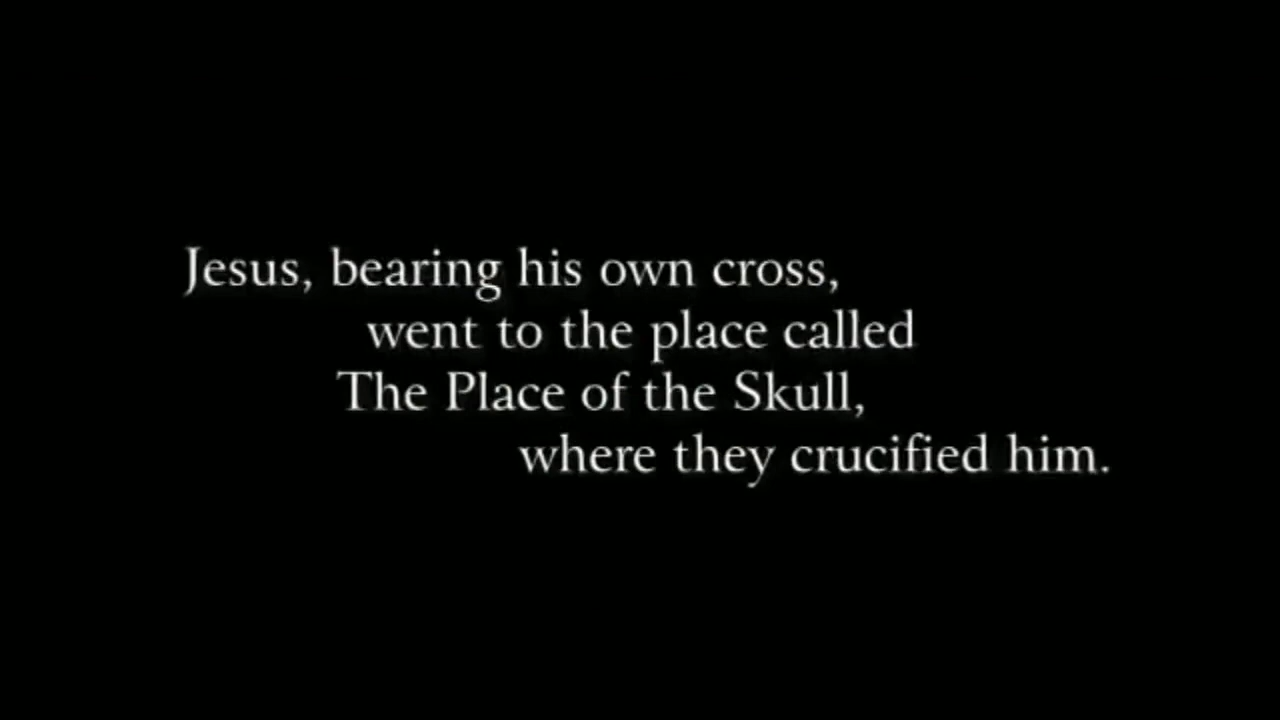 Jesus, bearing his own cross,
went to the place called
The Place of the Skull,
where they crucified him.